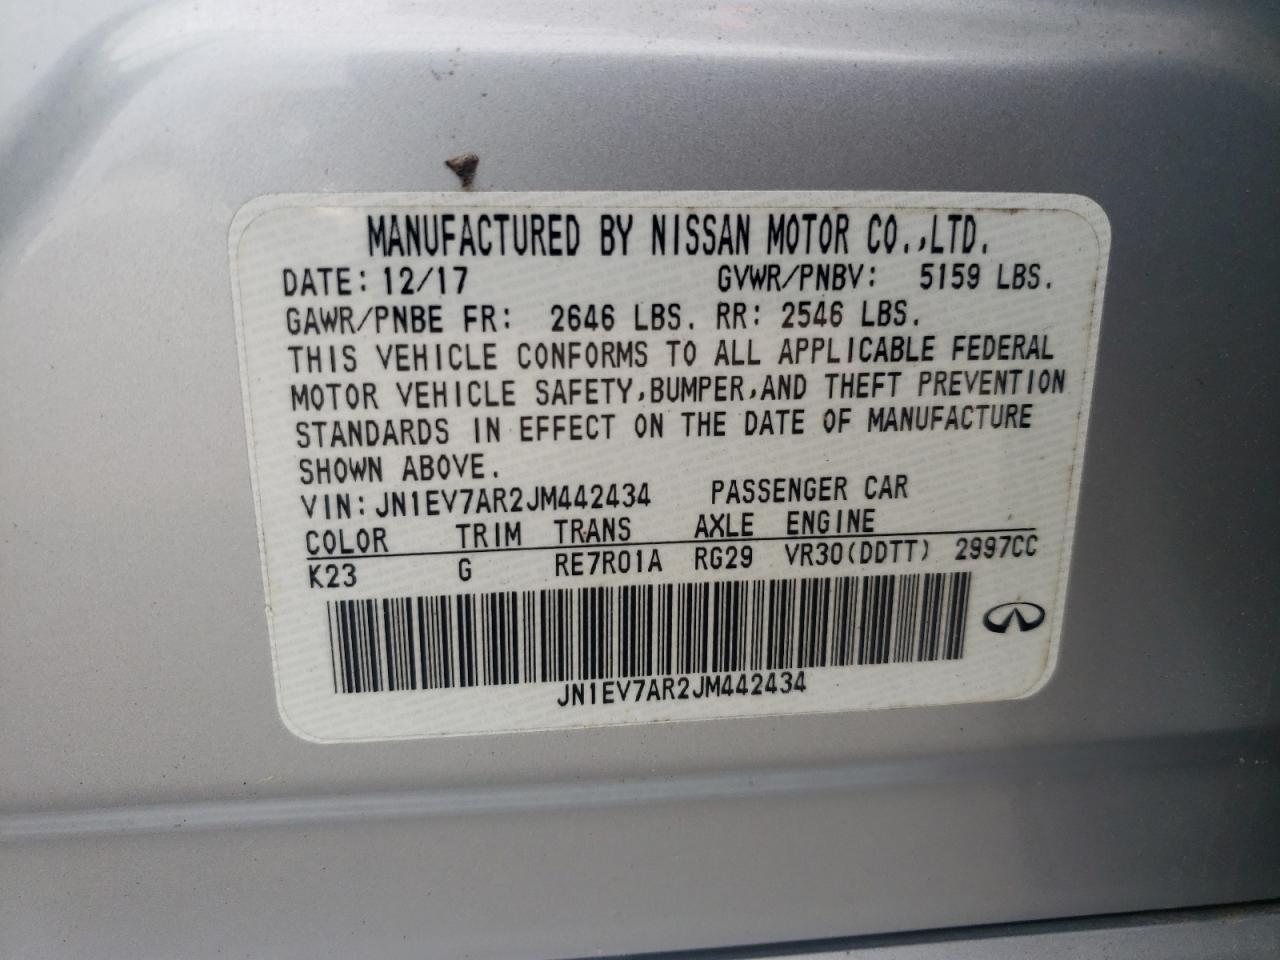 MANUFACTURED BY NISSAN MOTOR CO.,LTD.
DATE: 12/17 GVWR/PNBV: 5159 LBS.
GAWR/PNBE FR: 2646 LBS. RR: 2546 LBS.
THIS VEHICLE CONFORMS TO ALL APPLICABLE FEDERAL
MOTOR VEHICLE SAFETY,BUMPER,AND THEFT PREVENTION
STANDARDS IN EFFECT ON THE DATE OF MANUFACTURE
SHOWN ABOVE.
VIN: JN1EV7AR2JM442434 PASSENGER CAR
COLOR TRIM TRANS AXLE ENGINE
K23 G RE7R01A RG29 VR30(DDTT) 2997CC
JN1EV7AR2JM442434